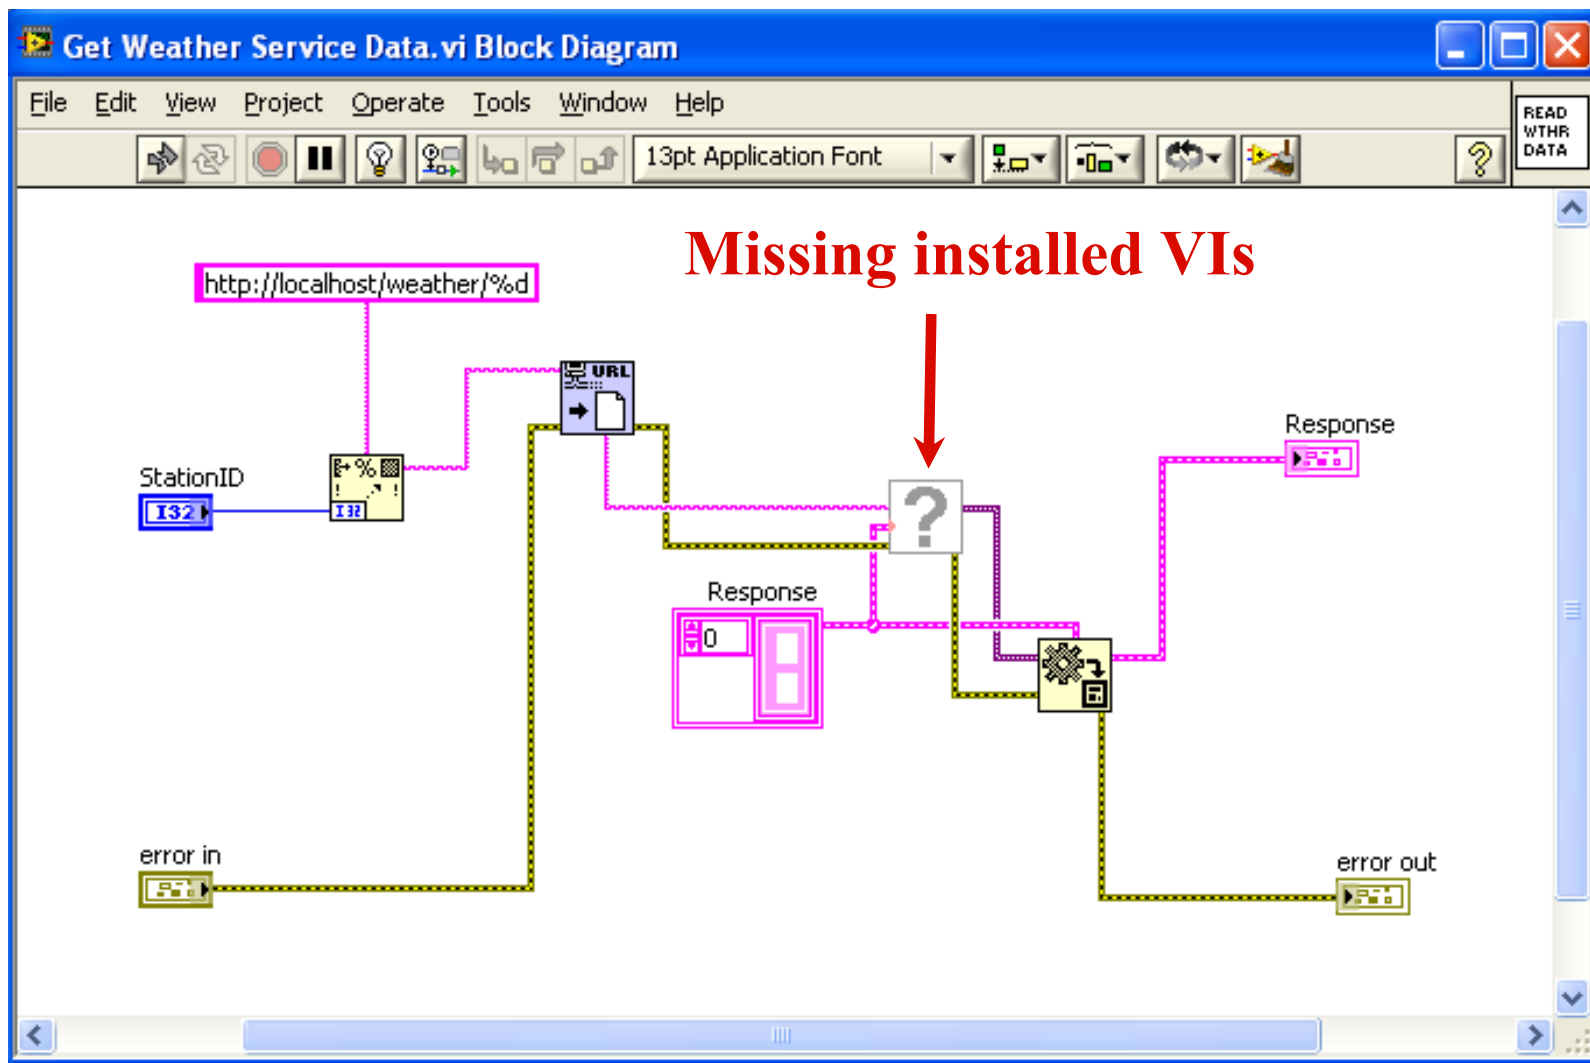 Get Weather Service Data.vi Block Diagram
File Edit View Project Operate Tools Window Help
READ
WTHR
DATA
13pt Application Font
?
Missing installed VIs
http://localhost/weather/%d
URL
Response
StationID
%
! !
I32
I32
?
Response
0
error in
error out